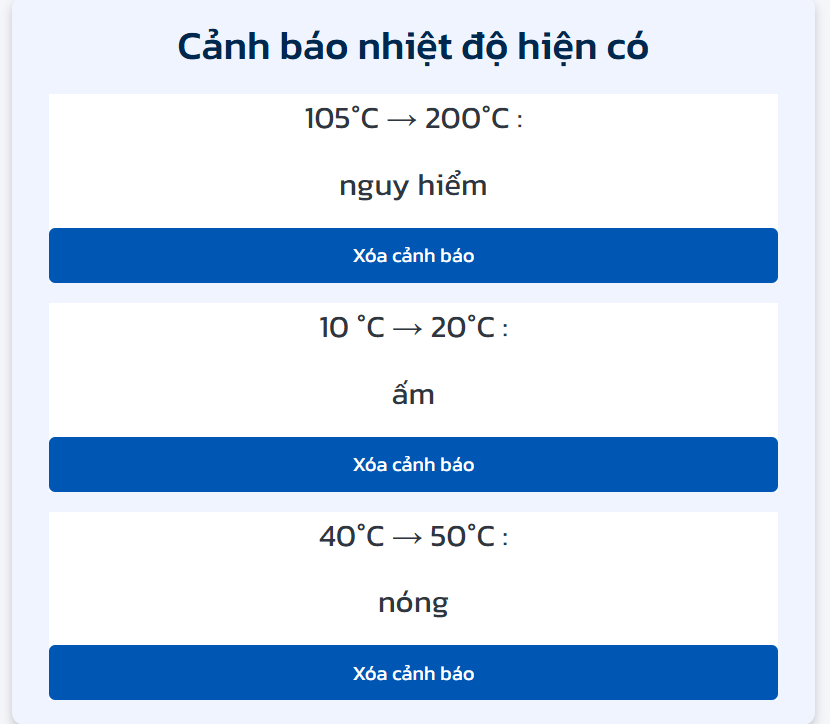 Cảnh báo nhiệt độ hiện có
105°C → 200°C :
nguy hiểm
Xóa cảnh báo
10 °C → 20°C :
ấm
Xóa cảnh báo
40°C → 50°C :
nóng
Xóa cảnh báo